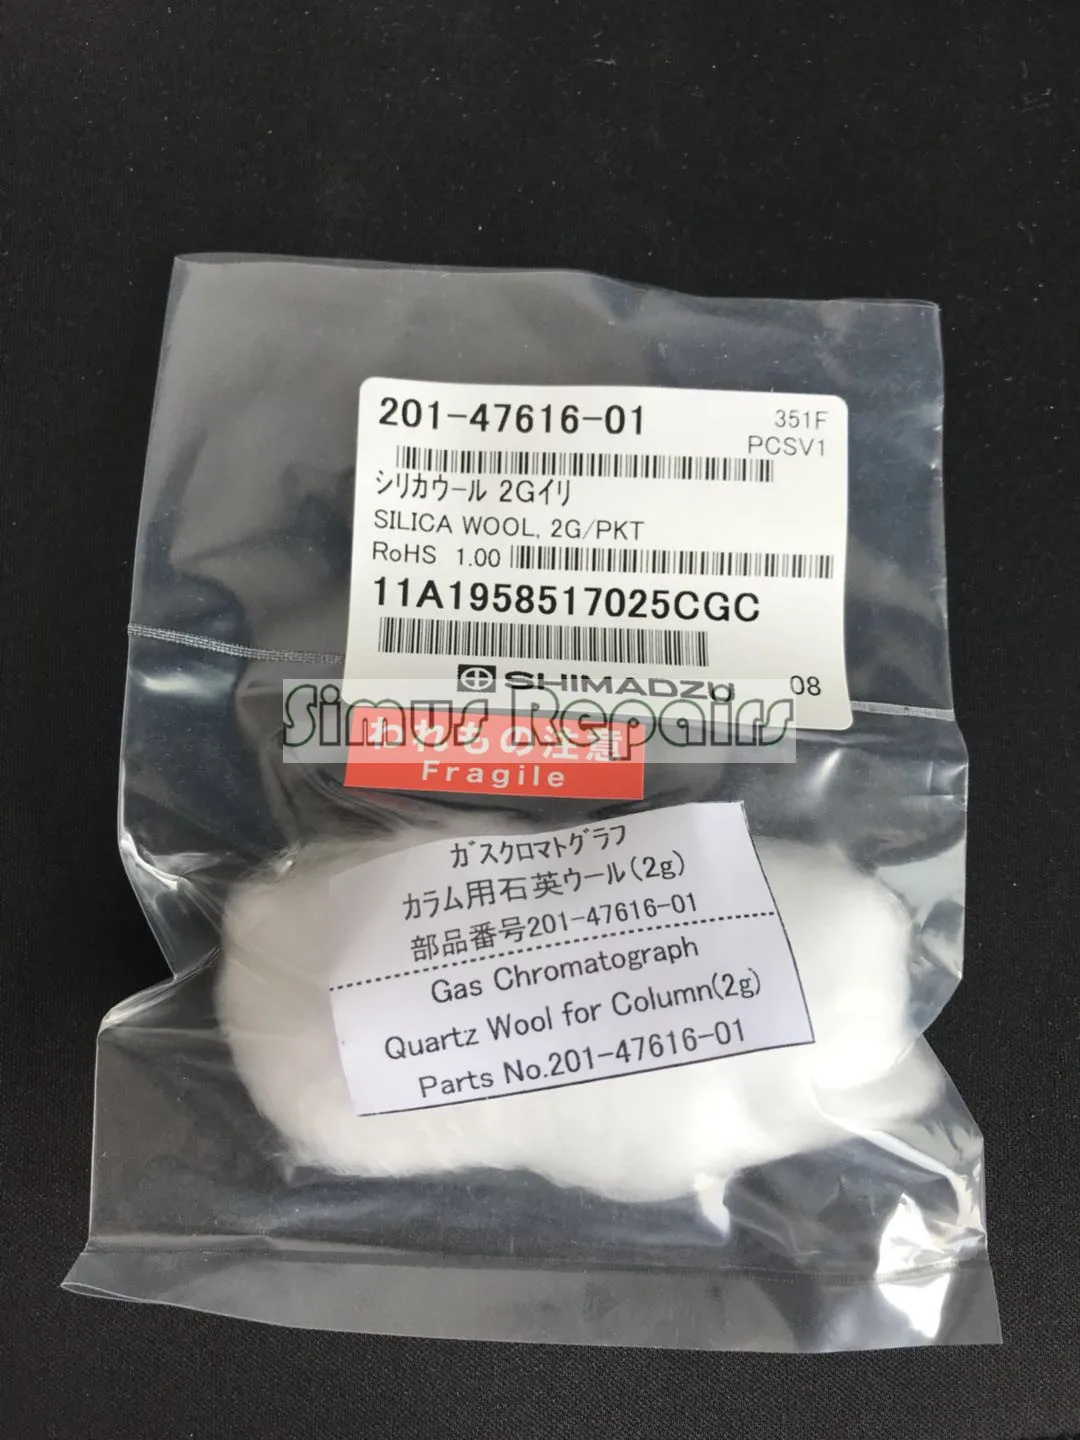 201-47616-01
351F
PCSV1
シリカウール 2Gイリ
SILICA WOOL, 2G/PKT
RoHS 1.00
11A1958517025CGC
SHIMADZU 08
Simus Repairss
われもの注意
Fragile
ガスクロマトグラフ
カラム用石英ウール(2g)
部品番号201-47616-01
Gas Chromatograph
Quartz Wool for Column(2g)
Parts No.201-47616-01